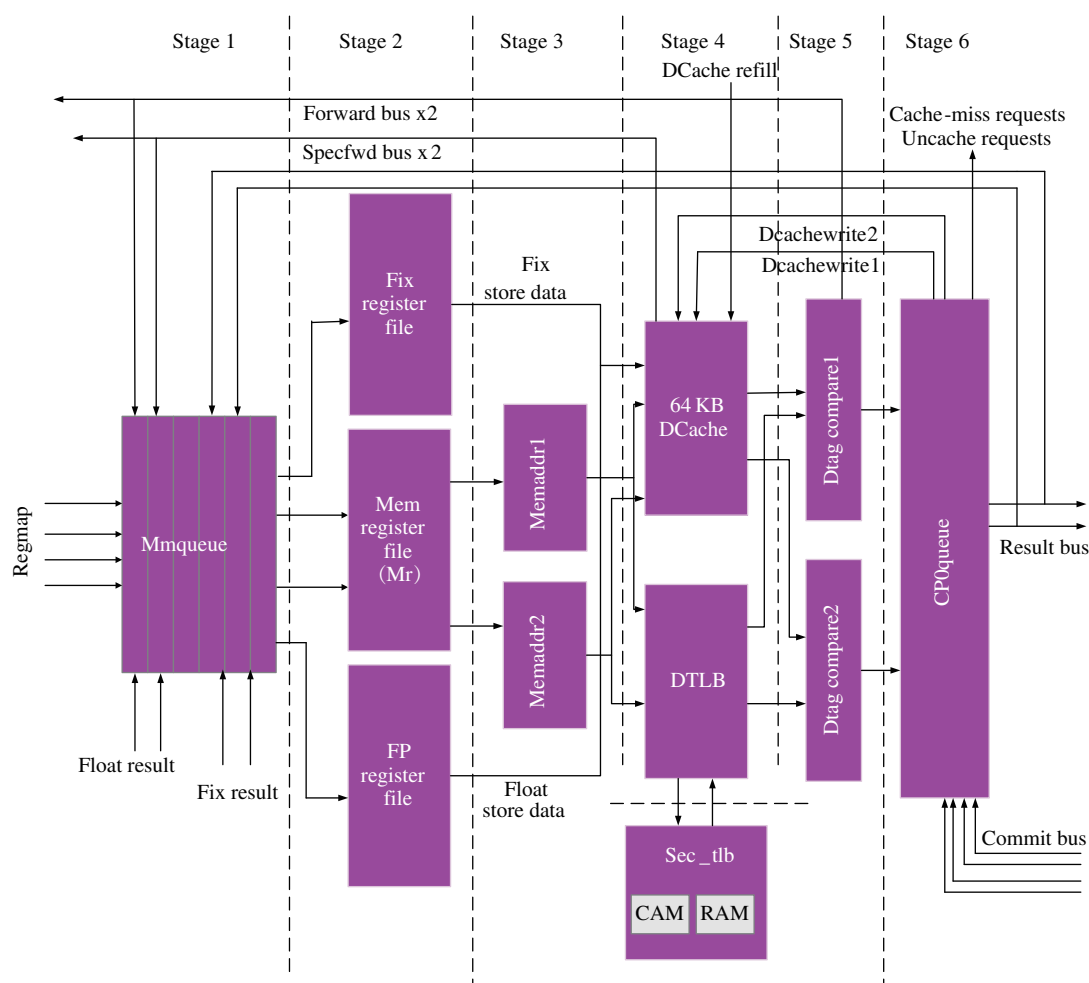 Stage 1
Stage 2
Stage 3
Stage 4
Stage 5
Stage 6
DCache refill
Forward bus x2
Cache-miss requests
Uncache requests
Specfwd bus x 2
Dcachewrite2
Dcachewrite1
Fix
store data
Fix
register
file
64 KB
DCache
Dtag compare1
Memaddr1
Mem
register
file
(Mr)
Regmap
Mmqueue
CP0queue
Result bus
Memaddr2
DTLB
Dtag compare2
Float result
Fix result
FP
register
file
Float
store data
Sec_tlb
CAM
RAM
Commit bus